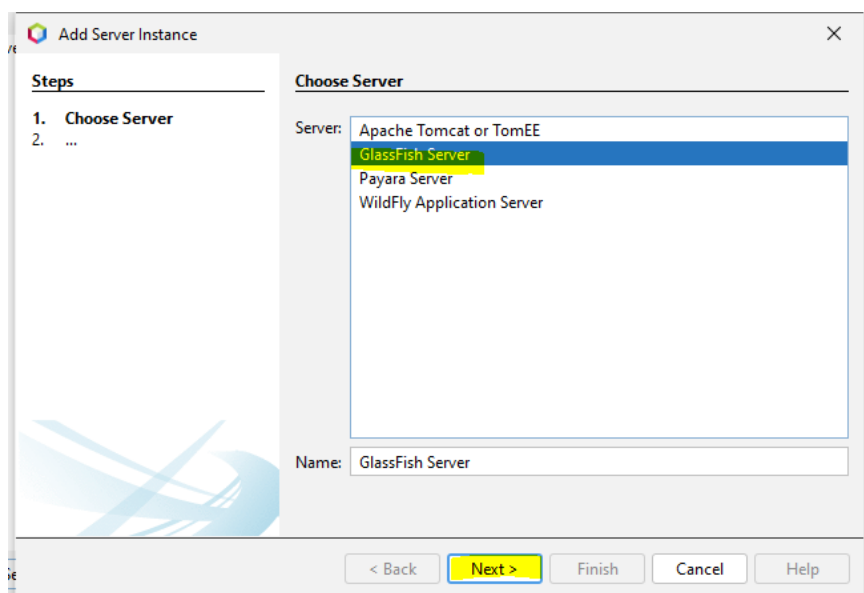 Add Server Instance
Steps
1. Choose Server
2. ...
Choose Server
Server:
Apache Tomcat or TomEE
GlassFish Server
Payara Server
WildFly Application Server
Name: GlassFish Server
< Back Next > Finish Cancel Help